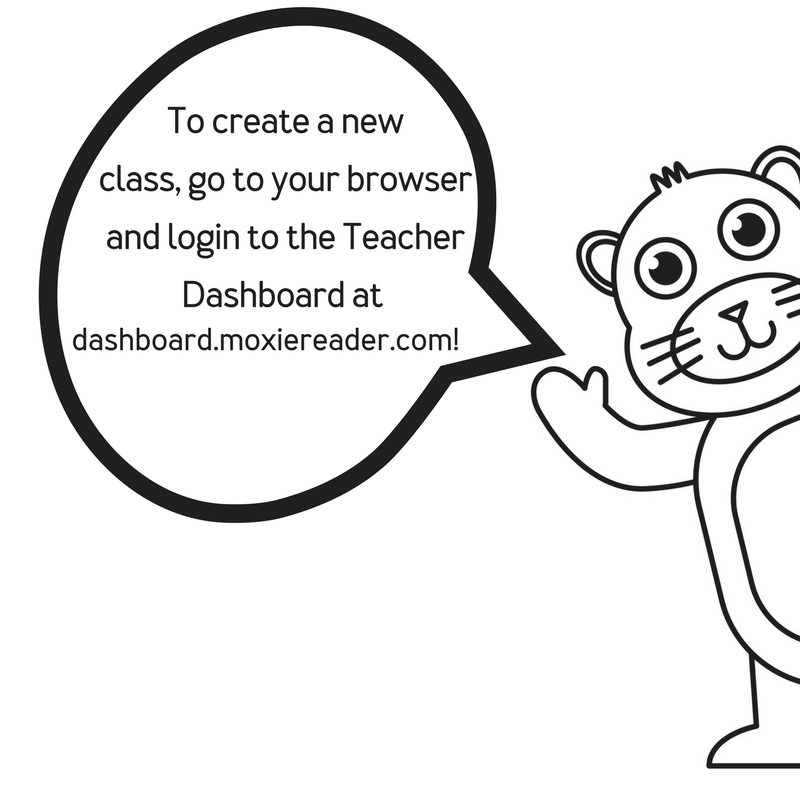 To create a new
class, go to your browser
and login to the Teacher
Dashboard at
dashboard.moxiereader.com!